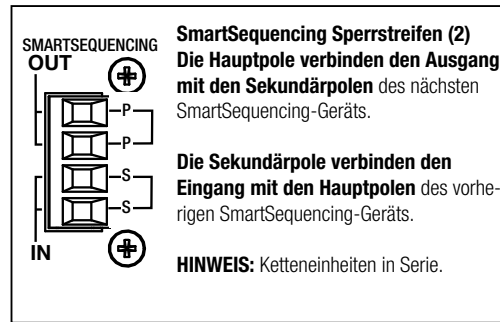 SMARTSEQUENCING
OUT
P
P
S
S
IN
SmartSequencing Sperrstreifen (2)
Die Hauptpole verbinden den Ausgang
mit den Sekundärpolen des nächsten
SmartSequencing-Geräts.
Die Sekundärpole verbinden den
Eingang mit den Hauptpolen des vorhe-
rigen SmartSequencing-Geräts.
HINWEIS: Ketteneinheiten in Serie.